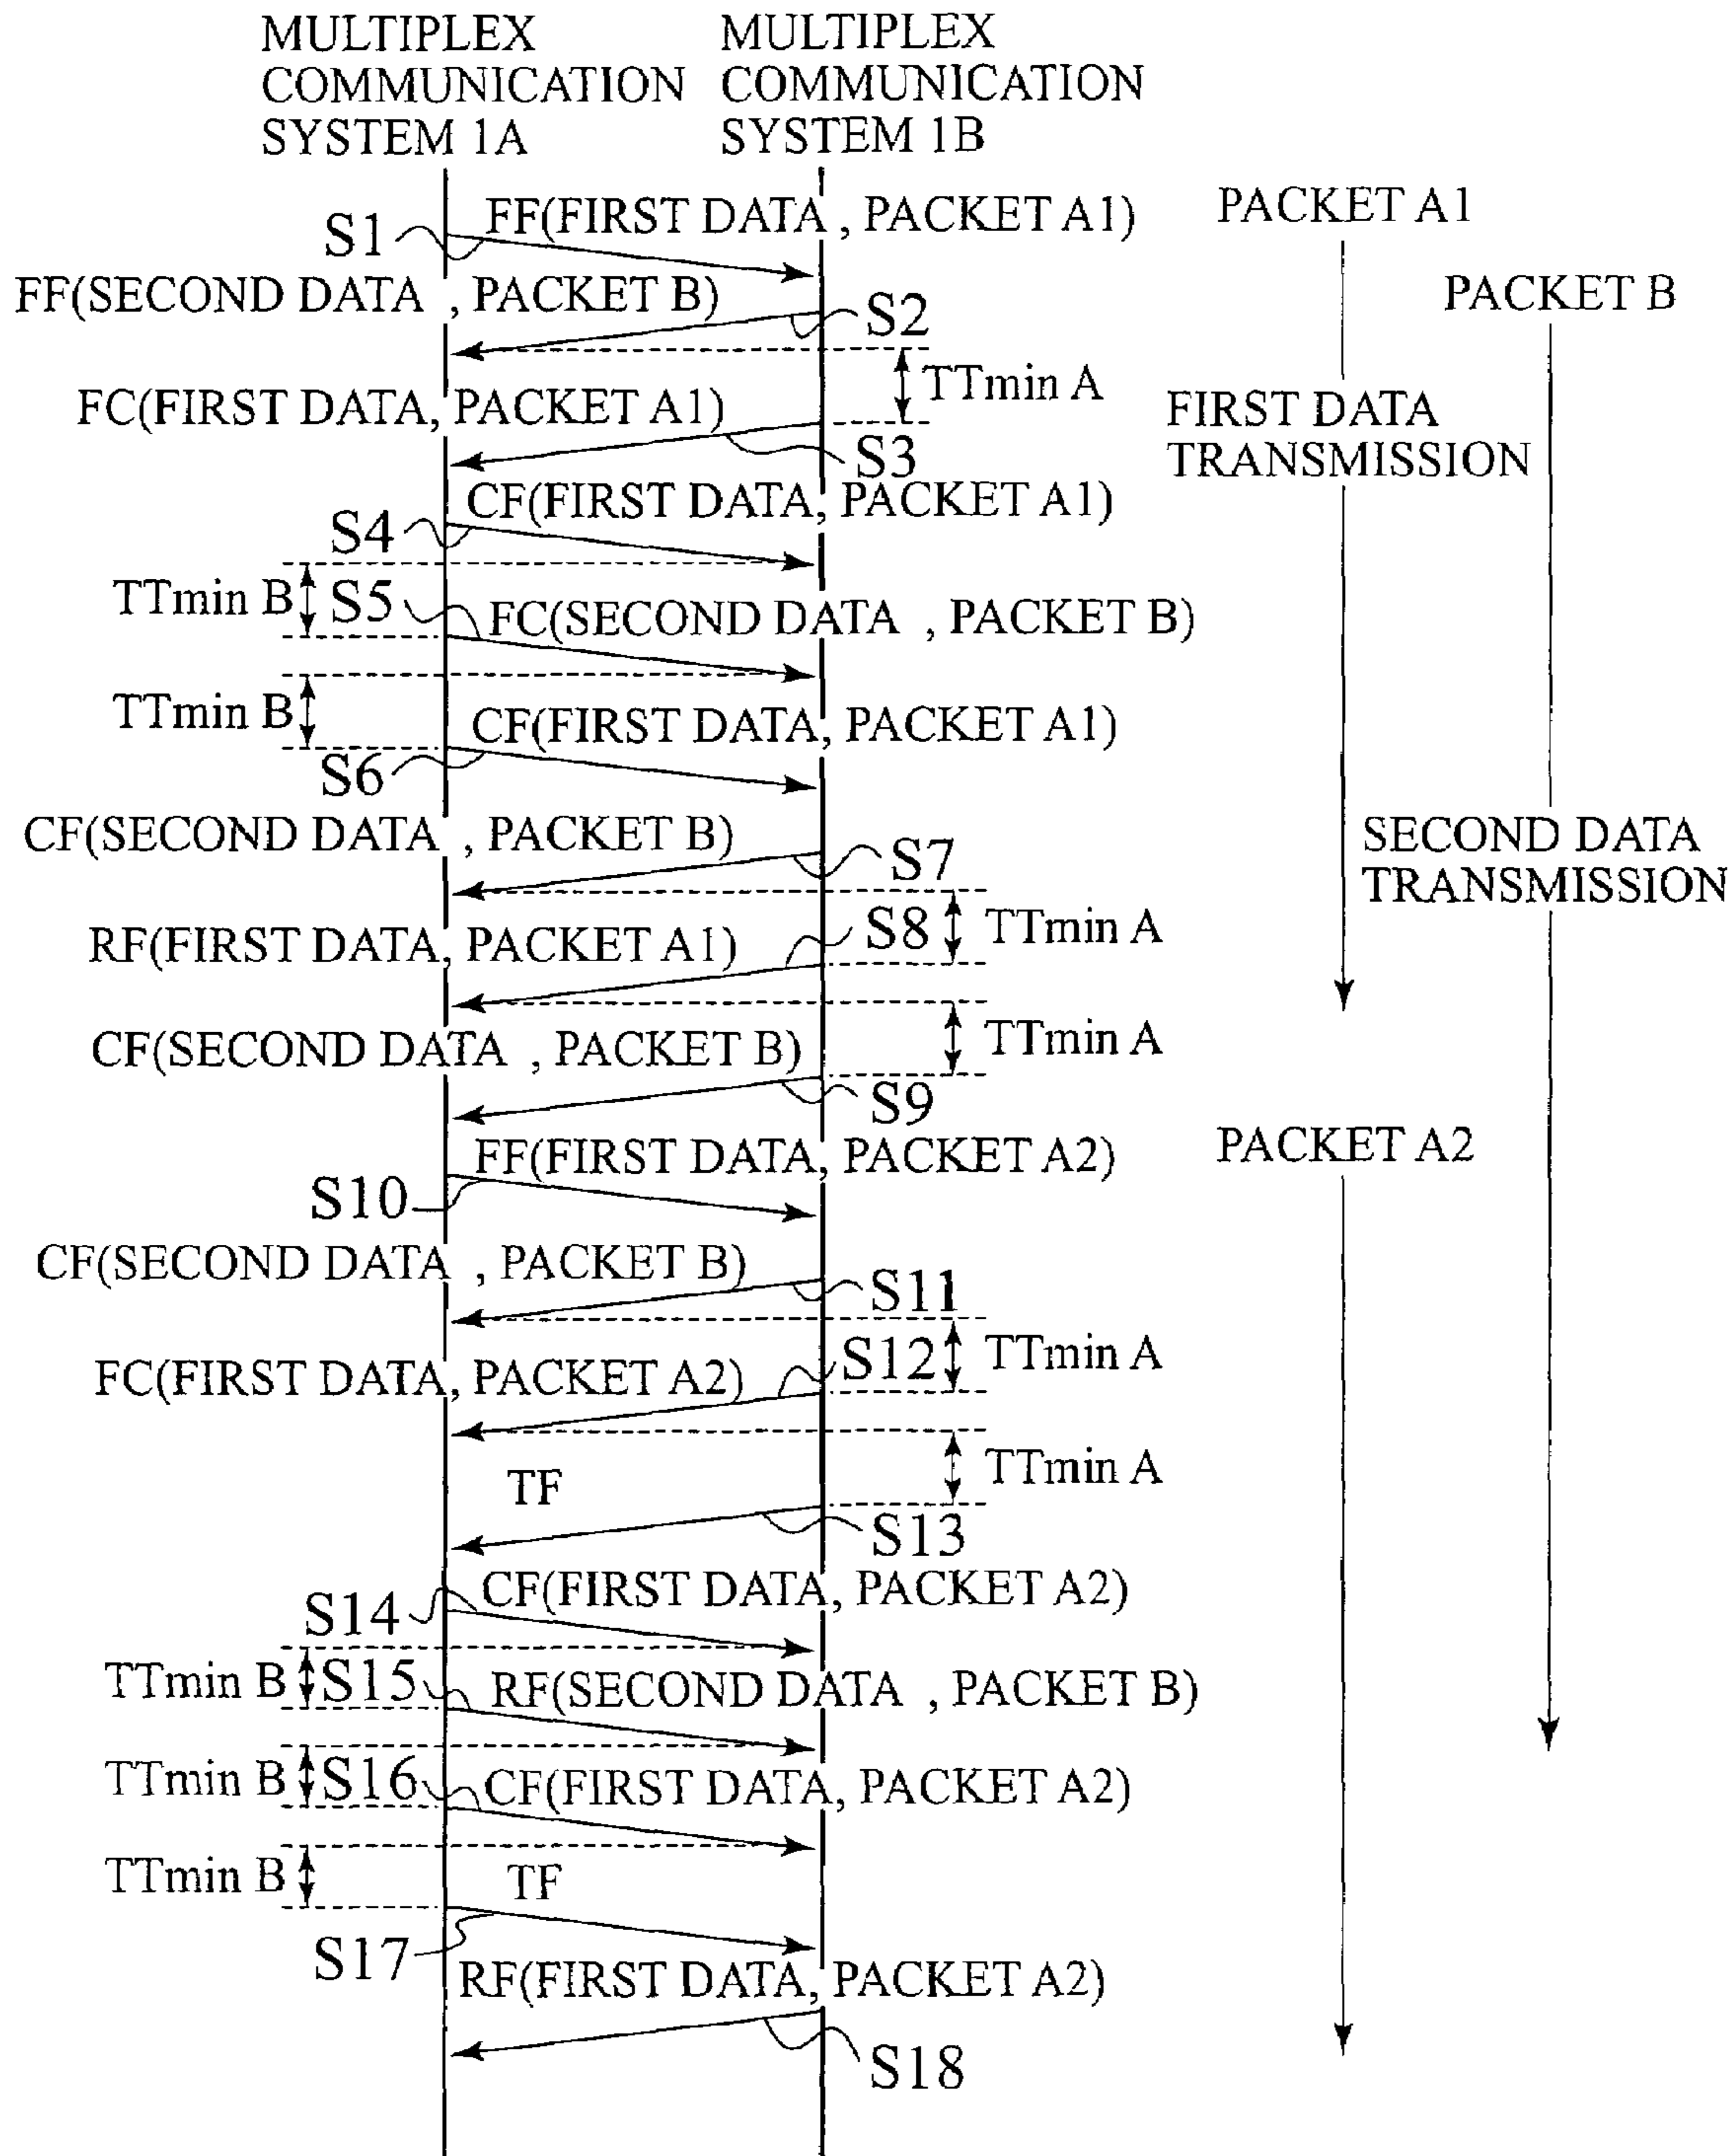 MULTIPLEX
COMMUNICATION
SYSTEM 1A
MULTIPLEX
COMMUNICATION
SYSTEM 1B
PACKET A1
S1
FF(FIRST DATA , PACKET A1)
FF(SECOND DATA , PACKET B)
S2
PACKET B
TTmin A
FC(FIRST DATA, PACKET A1)
S3
FIRST DATA
TRANSMISSION
CF(FIRST DATA, PACKET A1)
S4
TTmin B
S5
FC(SECOND DATA , PACKET B)
TTmin B
CF(FIRST DATA, PACKET A1)
S6
CF(SECOND DATA , PACKET B)
S7
SECOND DATA
TRANSMISSION
RF(FIRST DATA, PACKET A1)
S8
TTmin A
CF(SECOND DATA , PACKET B)
TTmin A
S9
FF(FIRST DATA, PACKET A2)
PACKET A2
S10
CF(SECOND DATA , PACKET B)
S11
FC(FIRST DATA, PACKET A2)
S12
TTmin A
TF
TTmin A
S13
CF(FIRST DATA, PACKET A2)
S14
TTmin B
S15
RF(SECOND DATA , PACKET B)
TTmin B
S16
CF(FIRST DATA, PACKET A2)
TTmin B
TF
S17
RF(FIRST DATA, PACKET A2)
S18